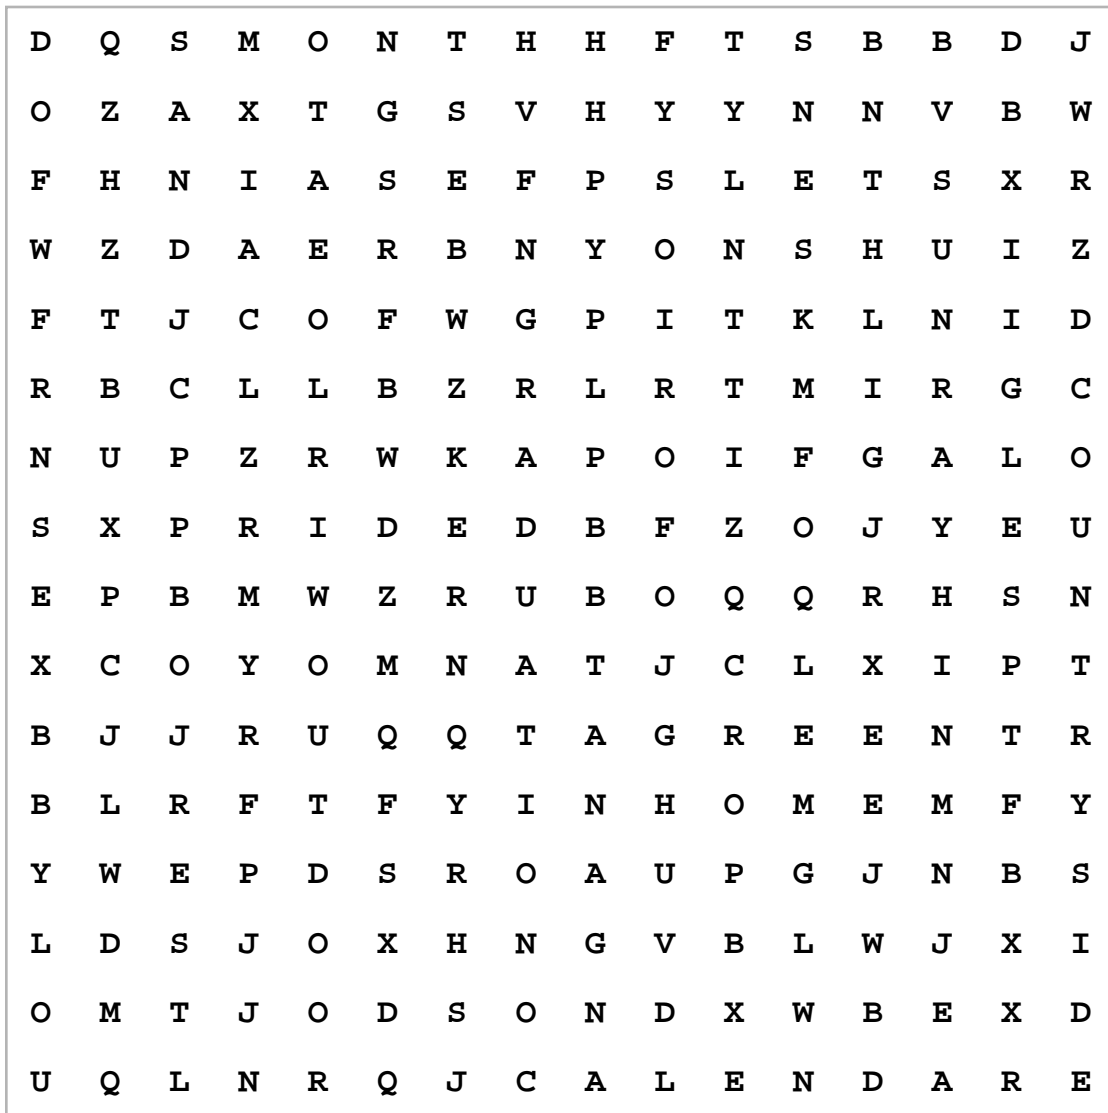 D Q S M O N T H H F T S B B D J
O Z A X T G S V H Y Y N N V B W
F H N I A S E F P S L E T S X R
W Z D A E R B N Y O N S H U I Z
F T J C O F W G P I T K L N I D
R B C L L B Z R L R T M I R G C
N U P Z R W K A P O I F G A L O
S X P R I D E D B F Z O J Y E U
E P B M W Z R U B O Q Q R H S N
X C O Y O M N A T J C L X I P T
B J J R U Q Q T A G R E E N T R
B L R F T F Y I N H O M E M F Y
Y W E P D S R O A U P G J N B S
L D S J O X H N G V B L W J X I
O M T J O D S O N D X W B E X D
U Q L N R Q J C A L E N D A R E